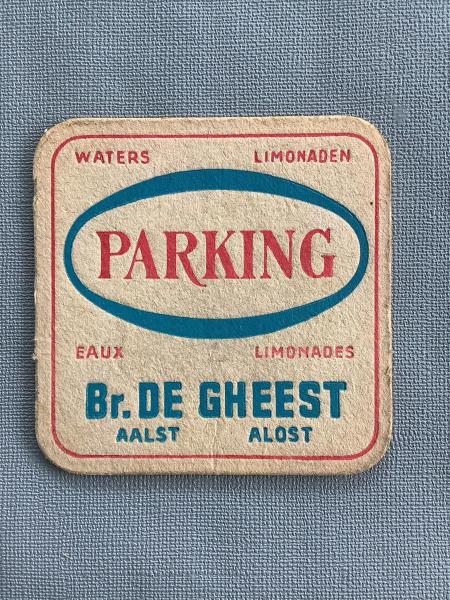 WATERS LIMONADEN
PARKING
EAUX LIMONADES
Br. DE GHEEST
AALST ALOST